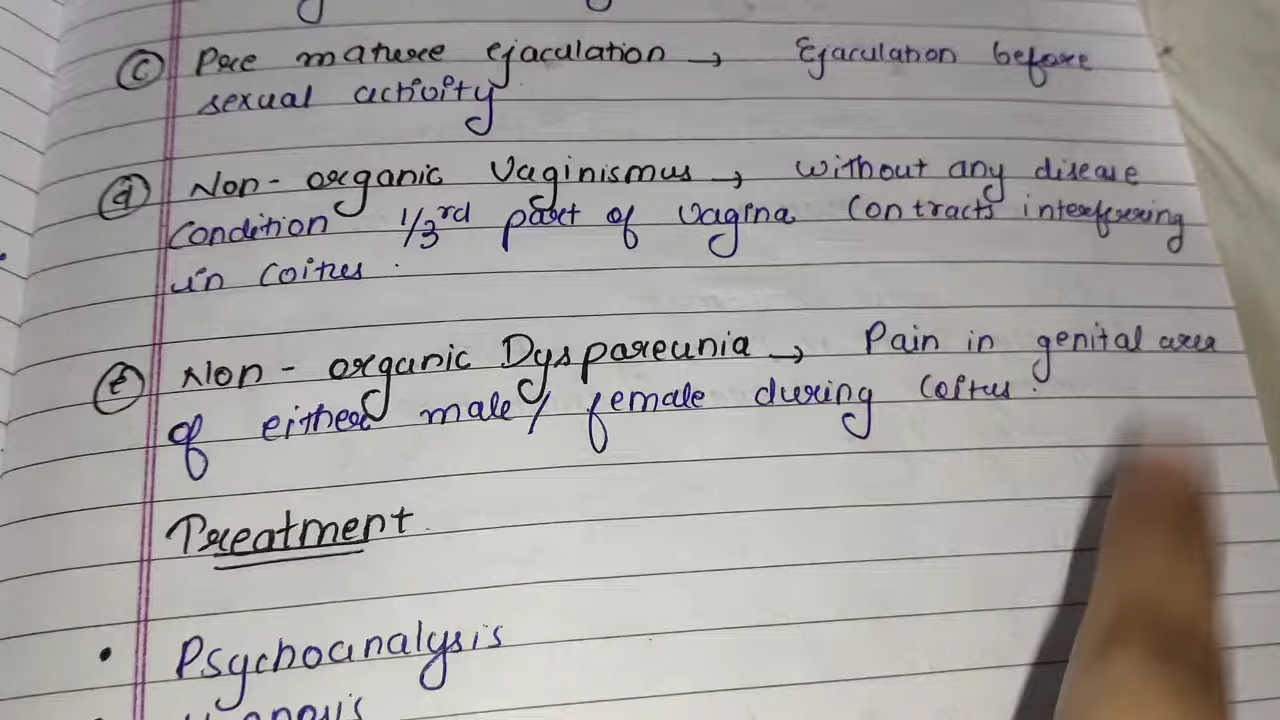 (c) Pre mature ejaculation → Ejaculation before
sexual activity
(d) Non-organic Vaginismus → without any disease
condition 1/3rd part of vagina contracts interferring
in coitus.
(e) Non-organic Dyspareunia → Pain in genital area
of either male/female during coitus.
Treatment
• Psychoanalysis